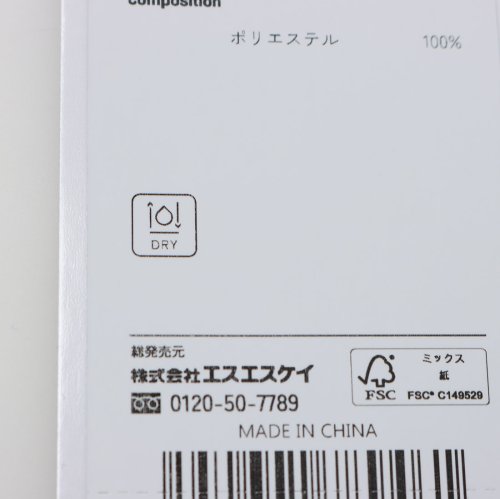 composition
ポリエステル 100%
DRY
総発売元
株式会社エスエスケイ
0120-50-7789
MADE IN CHINA
FSC
ミックス
紙
FSC® C149529